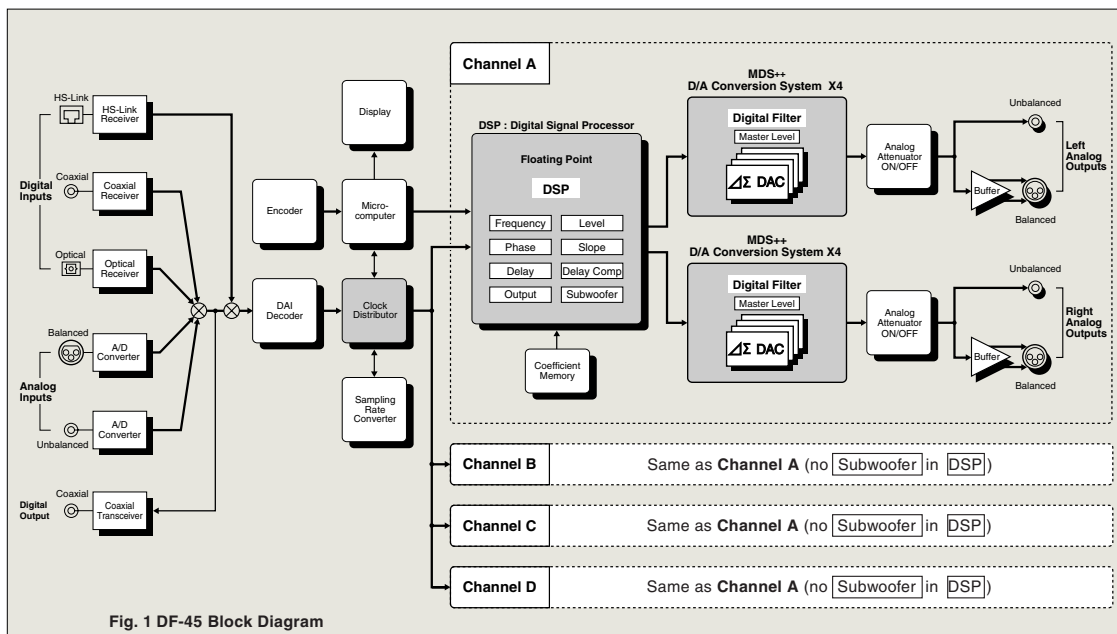 Channel A
HS-Link
HS-Link
Receiver
Digital
Inputs
Coaxial
Coaxial
Receiver
Optical
Optical
Receiver
Balanced
A/D
Converter
Analog
Inputs
Unbalanced
A/D
Converter
Digital
Output
Coaxial
Coaxial
Transceiver
Display
Encoder
Micro-
computer
DAI
Decoder
Clock
Distributor
Sampling
Rate
Converter
DSP : Digital Signal Processor
Floating Point
DSP
Frequency
Level
Phase
Slope
Delay
Delay Comp
Output
Subwoofer
Coefficient
Memory
MDS++
D/A Conversion System X4
Digital Filter
Master Level
⊿Σ DAC
Analog
Attenuator
ON/OFF
Unbalanced
Left
Analog
Outputs
Buffer
Balanced
MDS++
D/A Conversion System X4
Digital Filter
Master Level
⊿Σ DAC
Analog
Attenuator
ON/OFF
Unbalanced
Right
Analog
Outputs
Buffer
Balanced
Channel B
Same as Channel A (no Subwoofer in DSP)
Channel C
Same as Channel A (no Subwoofer in DSP)
Channel D
Same as Channel A (no Subwoofer in DSP)
Fig. 1 DF-45 Block Diagram